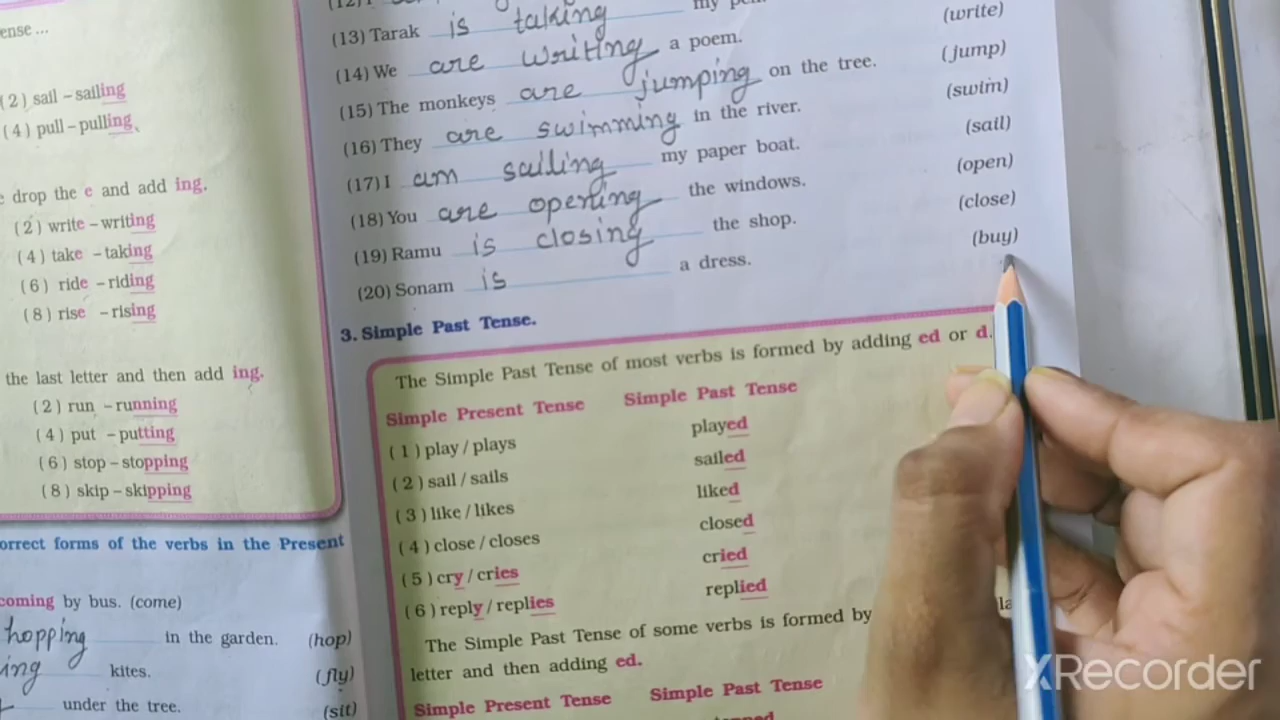 ense ...
(2) sail – sailing
(4) pull – pulling
drop the e and add ing.
(2) write – writing
(4) take – taking
(6) ride – riding
(8) rise – rising
the last letter and then add ing.
(2) run – running
(4) put – putting
(6) stop – stopping
(8) skip – skipping
orrect forms of the verbs in the Present
coming by bus. (come)
hopping in the garden. (hop)
ing kites. (fly)
under the tree. (sit)
(13) Tarak is taking my pen.
(14) We are writing a poem. (write)
(15) The monkeys are jumping on the tree. (jump)
(16) They are swimming in the river. (swim)
(17) I am sailing my paper boat. (sail)
(18) You are opening the windows. (open)
(19) Ramu is closing the shop. (close)
(20) Sonam is a dress. (buy)
3. Simple Past Tense.
The Simple Past Tense of most verbs is formed by adding ed or d.
Simple Present Tense Simple Past Tense
(1) play / plays played
(2) sail / sails sailed
(3) like / likes liked
(4) close / closes closed
(5) cry / cries cried
(6) reply / replies replied
The Simple Past Tense of some verbs is formed by la
letter and then adding ed.
Simple Present Tense Simple Past Tense
XRecorder